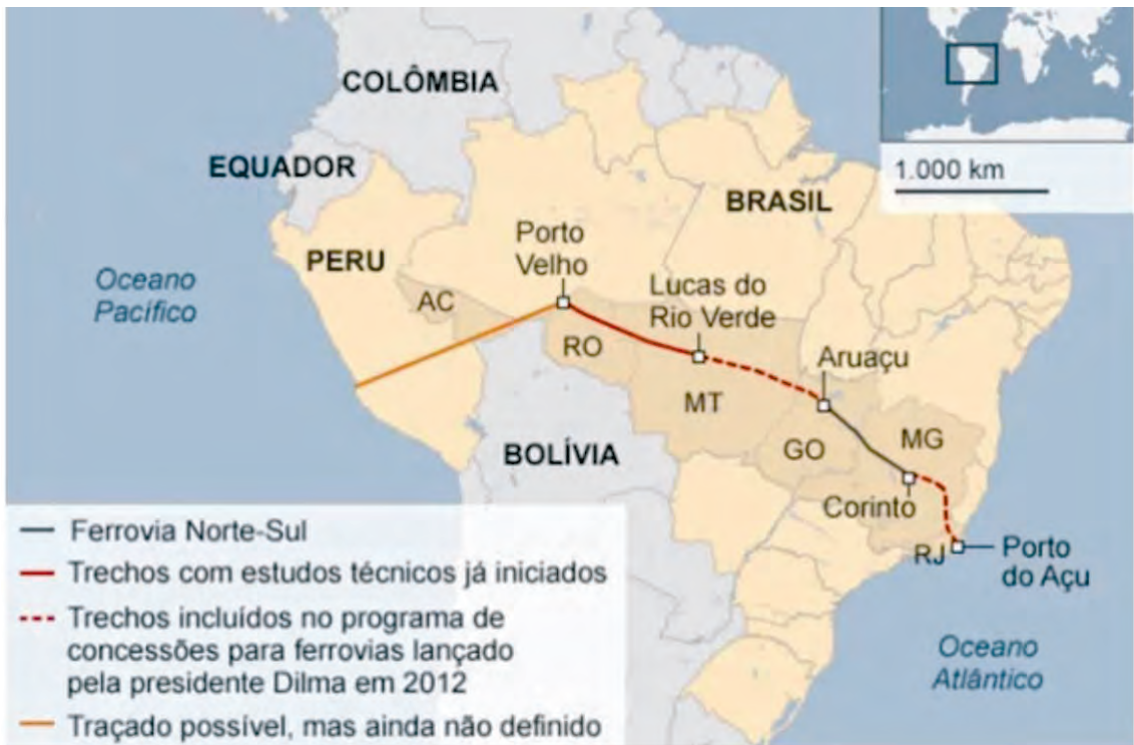 COLÔMBIA
EQUADOR
PERU
BRASIL
BOLÍVIA
1.000 km
Oceano
Pacífico
AC
Porto
Velho
RO
Lucas do
Rio Verde
MT
Aruaçu
GO
MG
Corinto
RJ
Porto
do Açu
Oceano
Atlântico
Ferrovia Norte-Sul
Trechos com estudos técnicos já iniciados
Trechos incluídos no programa de
concessões para ferrovias lançado
pela presidente Dilma em 2012
Traçado possível, mas ainda não definido